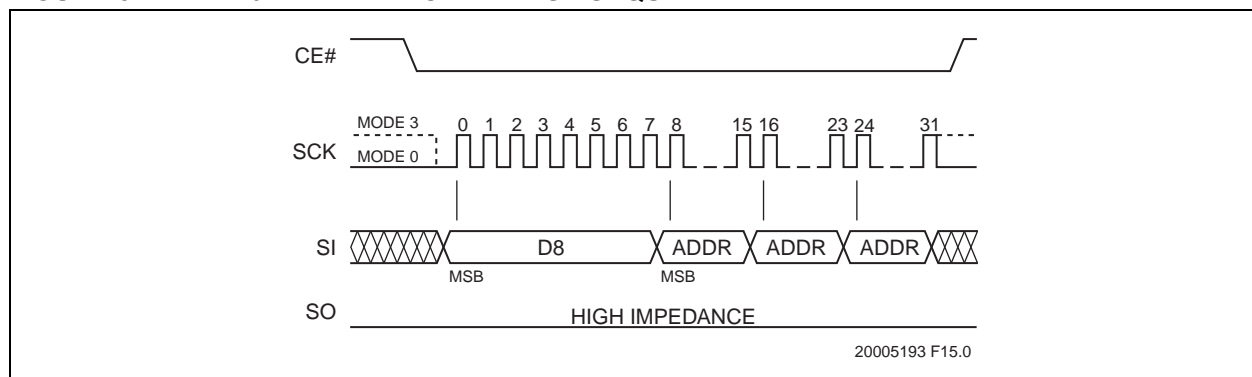 CE#
MODE 3
0 1 2 3 4 5 6 7 8 15 16 23 24 31
SCK
MODE 0
SI D8 ADDR ADDR ADDR
MSB MSB
SO HIGH IMPEDANCE
20005193 F15.0